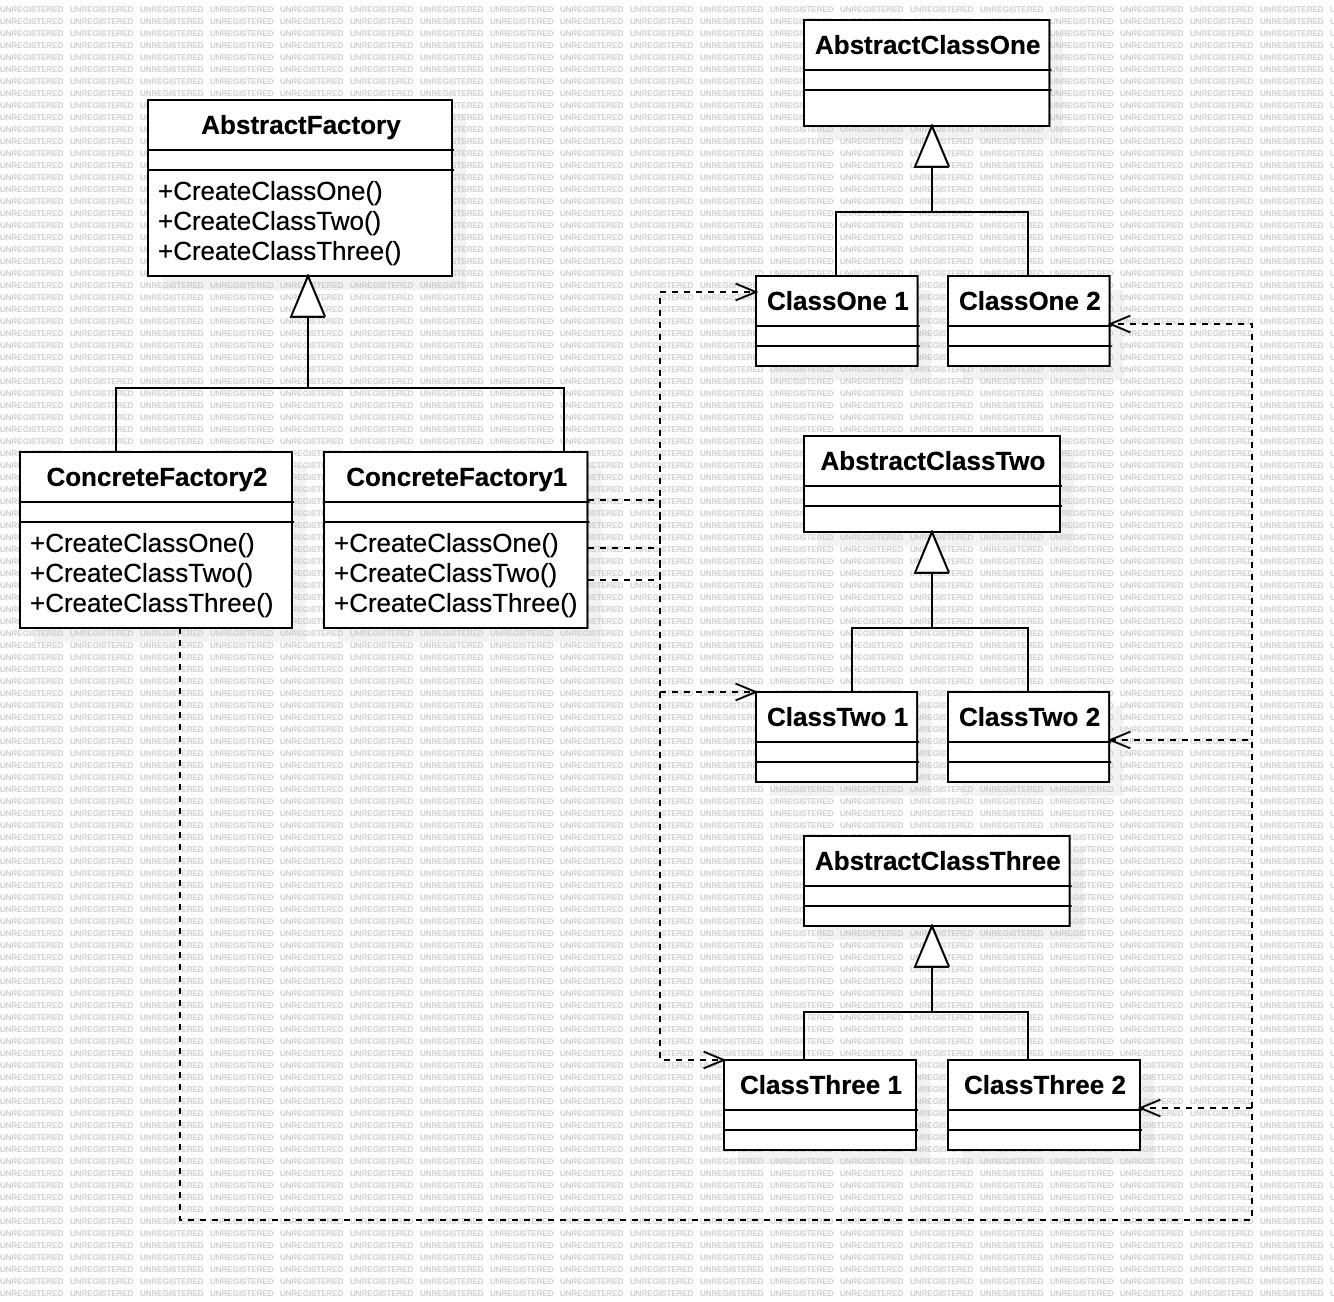 AbstractClassOne
AbstractFactory
+CreateClassOne()
+CreateClassTwo()
+CreateClassThree()
ClassOne 1
ClassOne 2
AbstractClassTwo
ConcreteFactory2
+CreateClassOne()
+CreateClassTwo()
+CreateClassThree()
ConcreteFactory1
+CreateClassOne()
+CreateClassTwo()
+CreateClassThree()
ClassTwo 1
ClassTwo 2
AbstractClassThree
ClassThree 1
ClassThree 2
UNREGISTERED